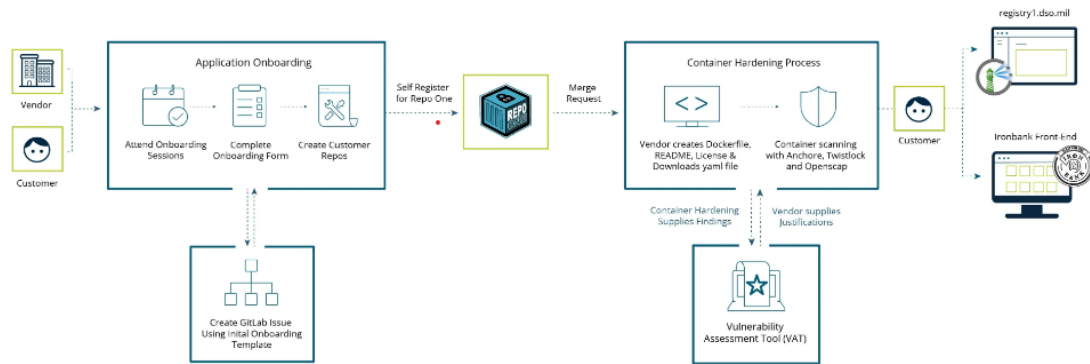 registry1.dso.mil
Application Onboarding
Container Hardening Process
Vendor
Customer
Attend Onboarding
Sessions
Complete
Onboarding Form
Create Customer
Repos
Self Register
for Repo One
REPO
Merge
Request
Vendor creates Dockerfile,
README, License &
Downloads yaml file
Container scanning
with Anchore, Twistlock
and Openscap
Customer
Ironbank Front-End
IRON
BANK
Container Hardening
Supplies Findings
Vendor supplies
Justifications
Create GitLab Issue
Using Inital Onboarding
Template
Vulnerability
Assessment Tool (VAT)